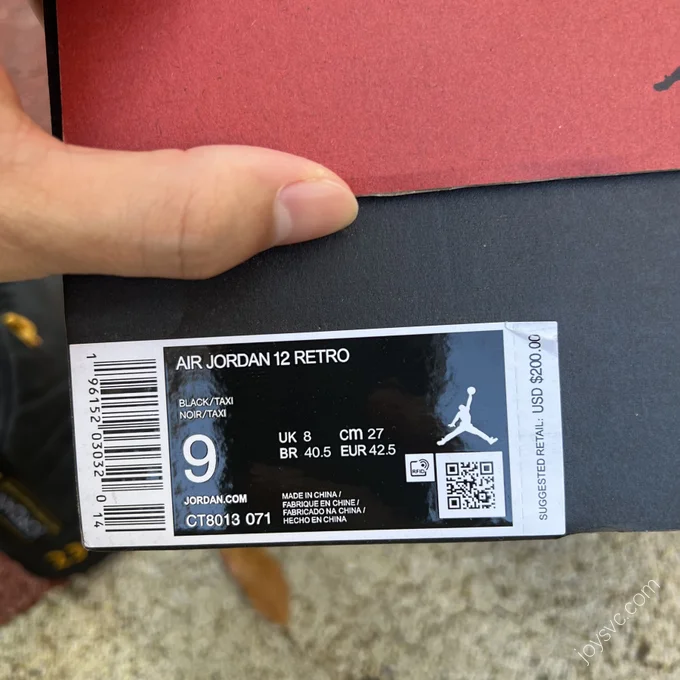 AIR JORDAN 12 RETRO
BLACK/TAXI
NOIR/TAXI
9
UK 8 cm 27
BR 40.5 EUR 42.5
JORDAN.COM
CT8013 071
MADE IN CHINA /
FABRIQUE EN CHINE /
FABRICADO NA CHINA /
HECHO EN CHINA
RFID
1 96152 03032 0 14
SUGGESTED RETAIL: USD $200.00
joysvc.com